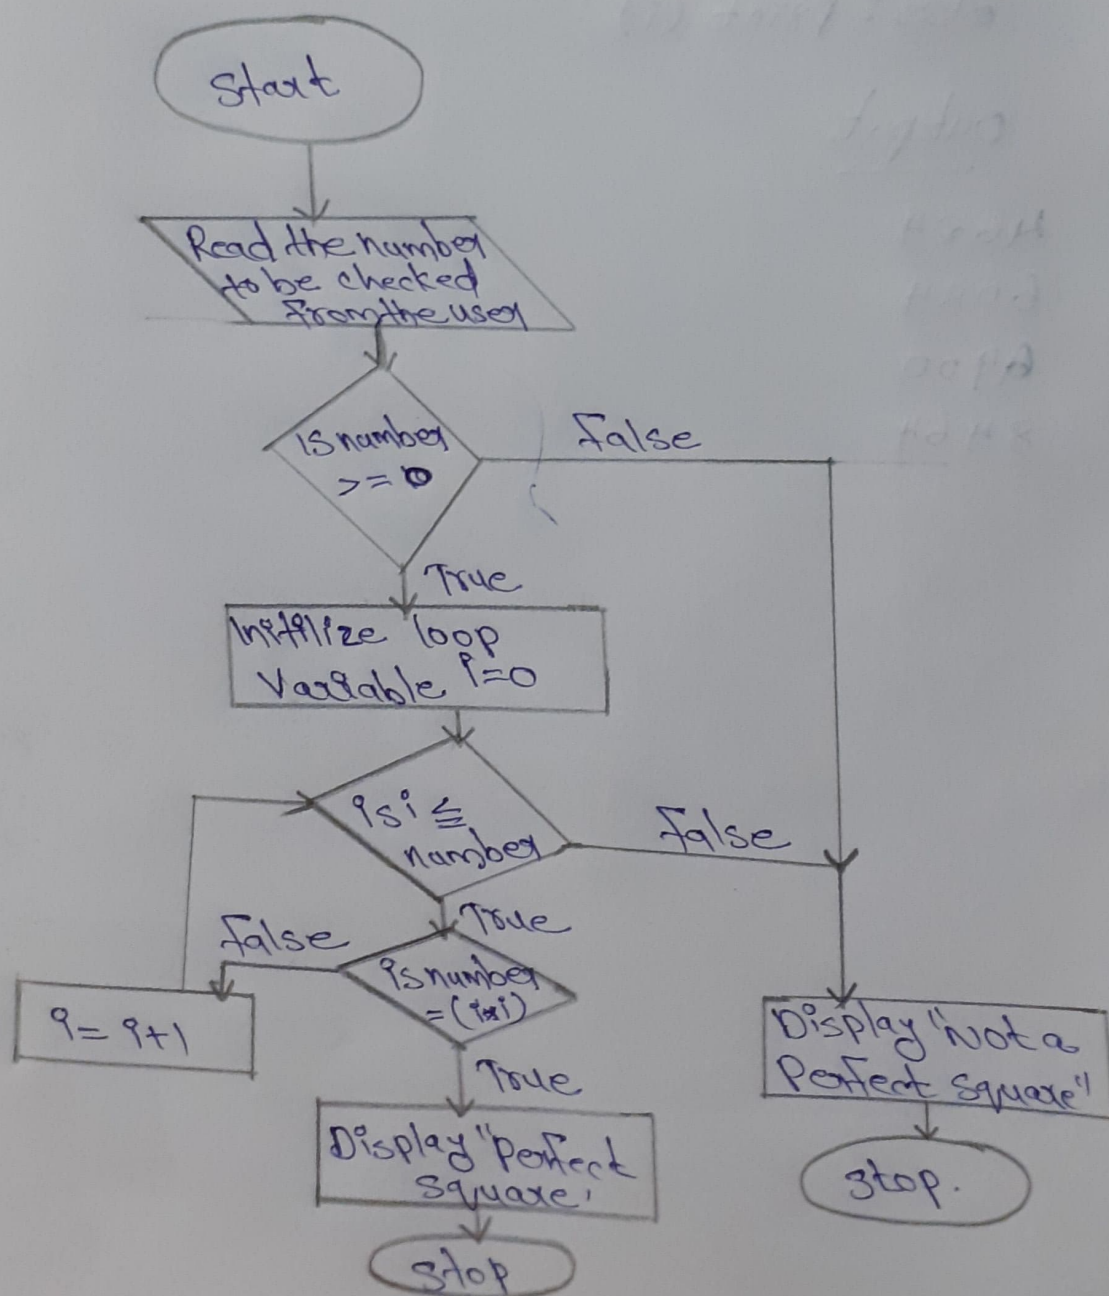 Start
Read the number
to be checked
from the user
is number
>= 0
False
True
Initilize loop
Variable i=0
is i ≤
number
False
True
False
is number
= (i*i)
i = i+1
True
Display "Not a
Perfect Square"
Stop.
Display "Perfect
Square'
Stop